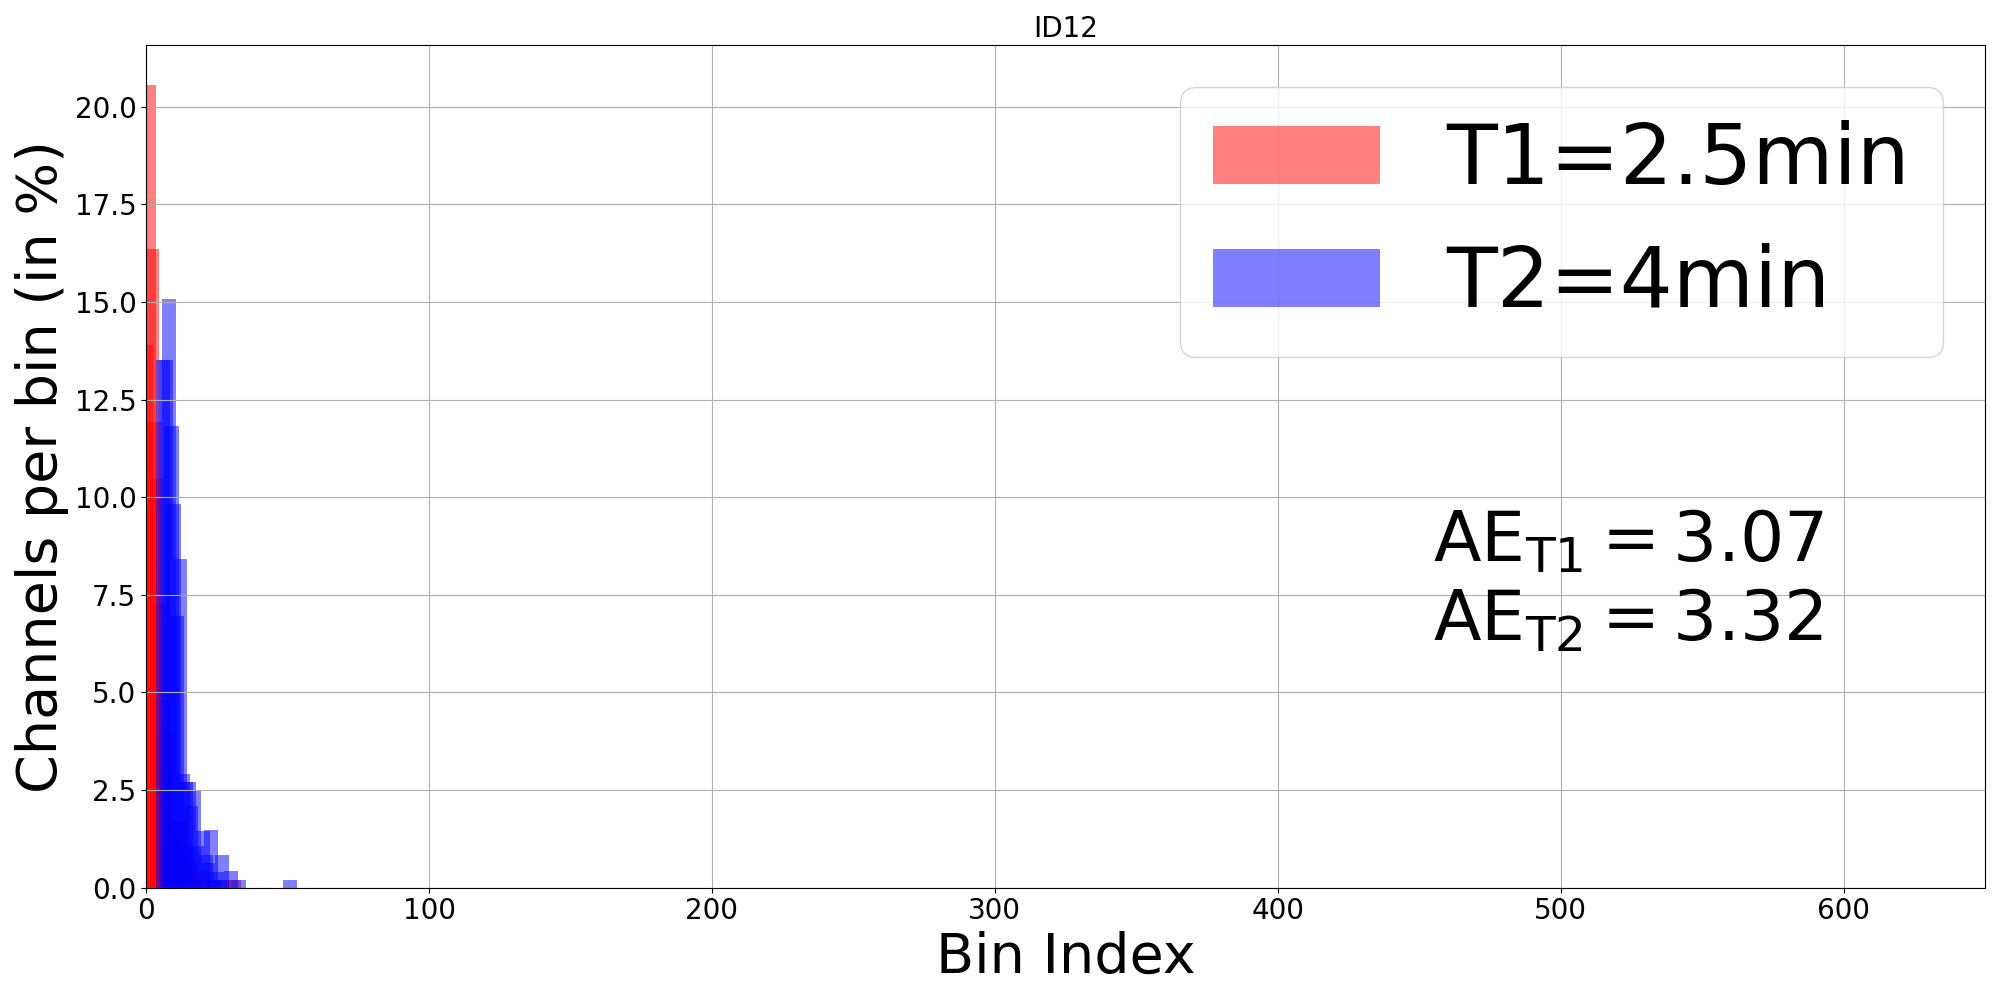 ID12
Channels per bin (in %)
20.0
17.5
15.0
12.5
10.0
7.5
5.0
2.5
0.0
T1=2.5min
T2=4min
AE_T1 = 3.07
AE_T2 = 3.32
0 100 200 300 400 500 600
Bin Index